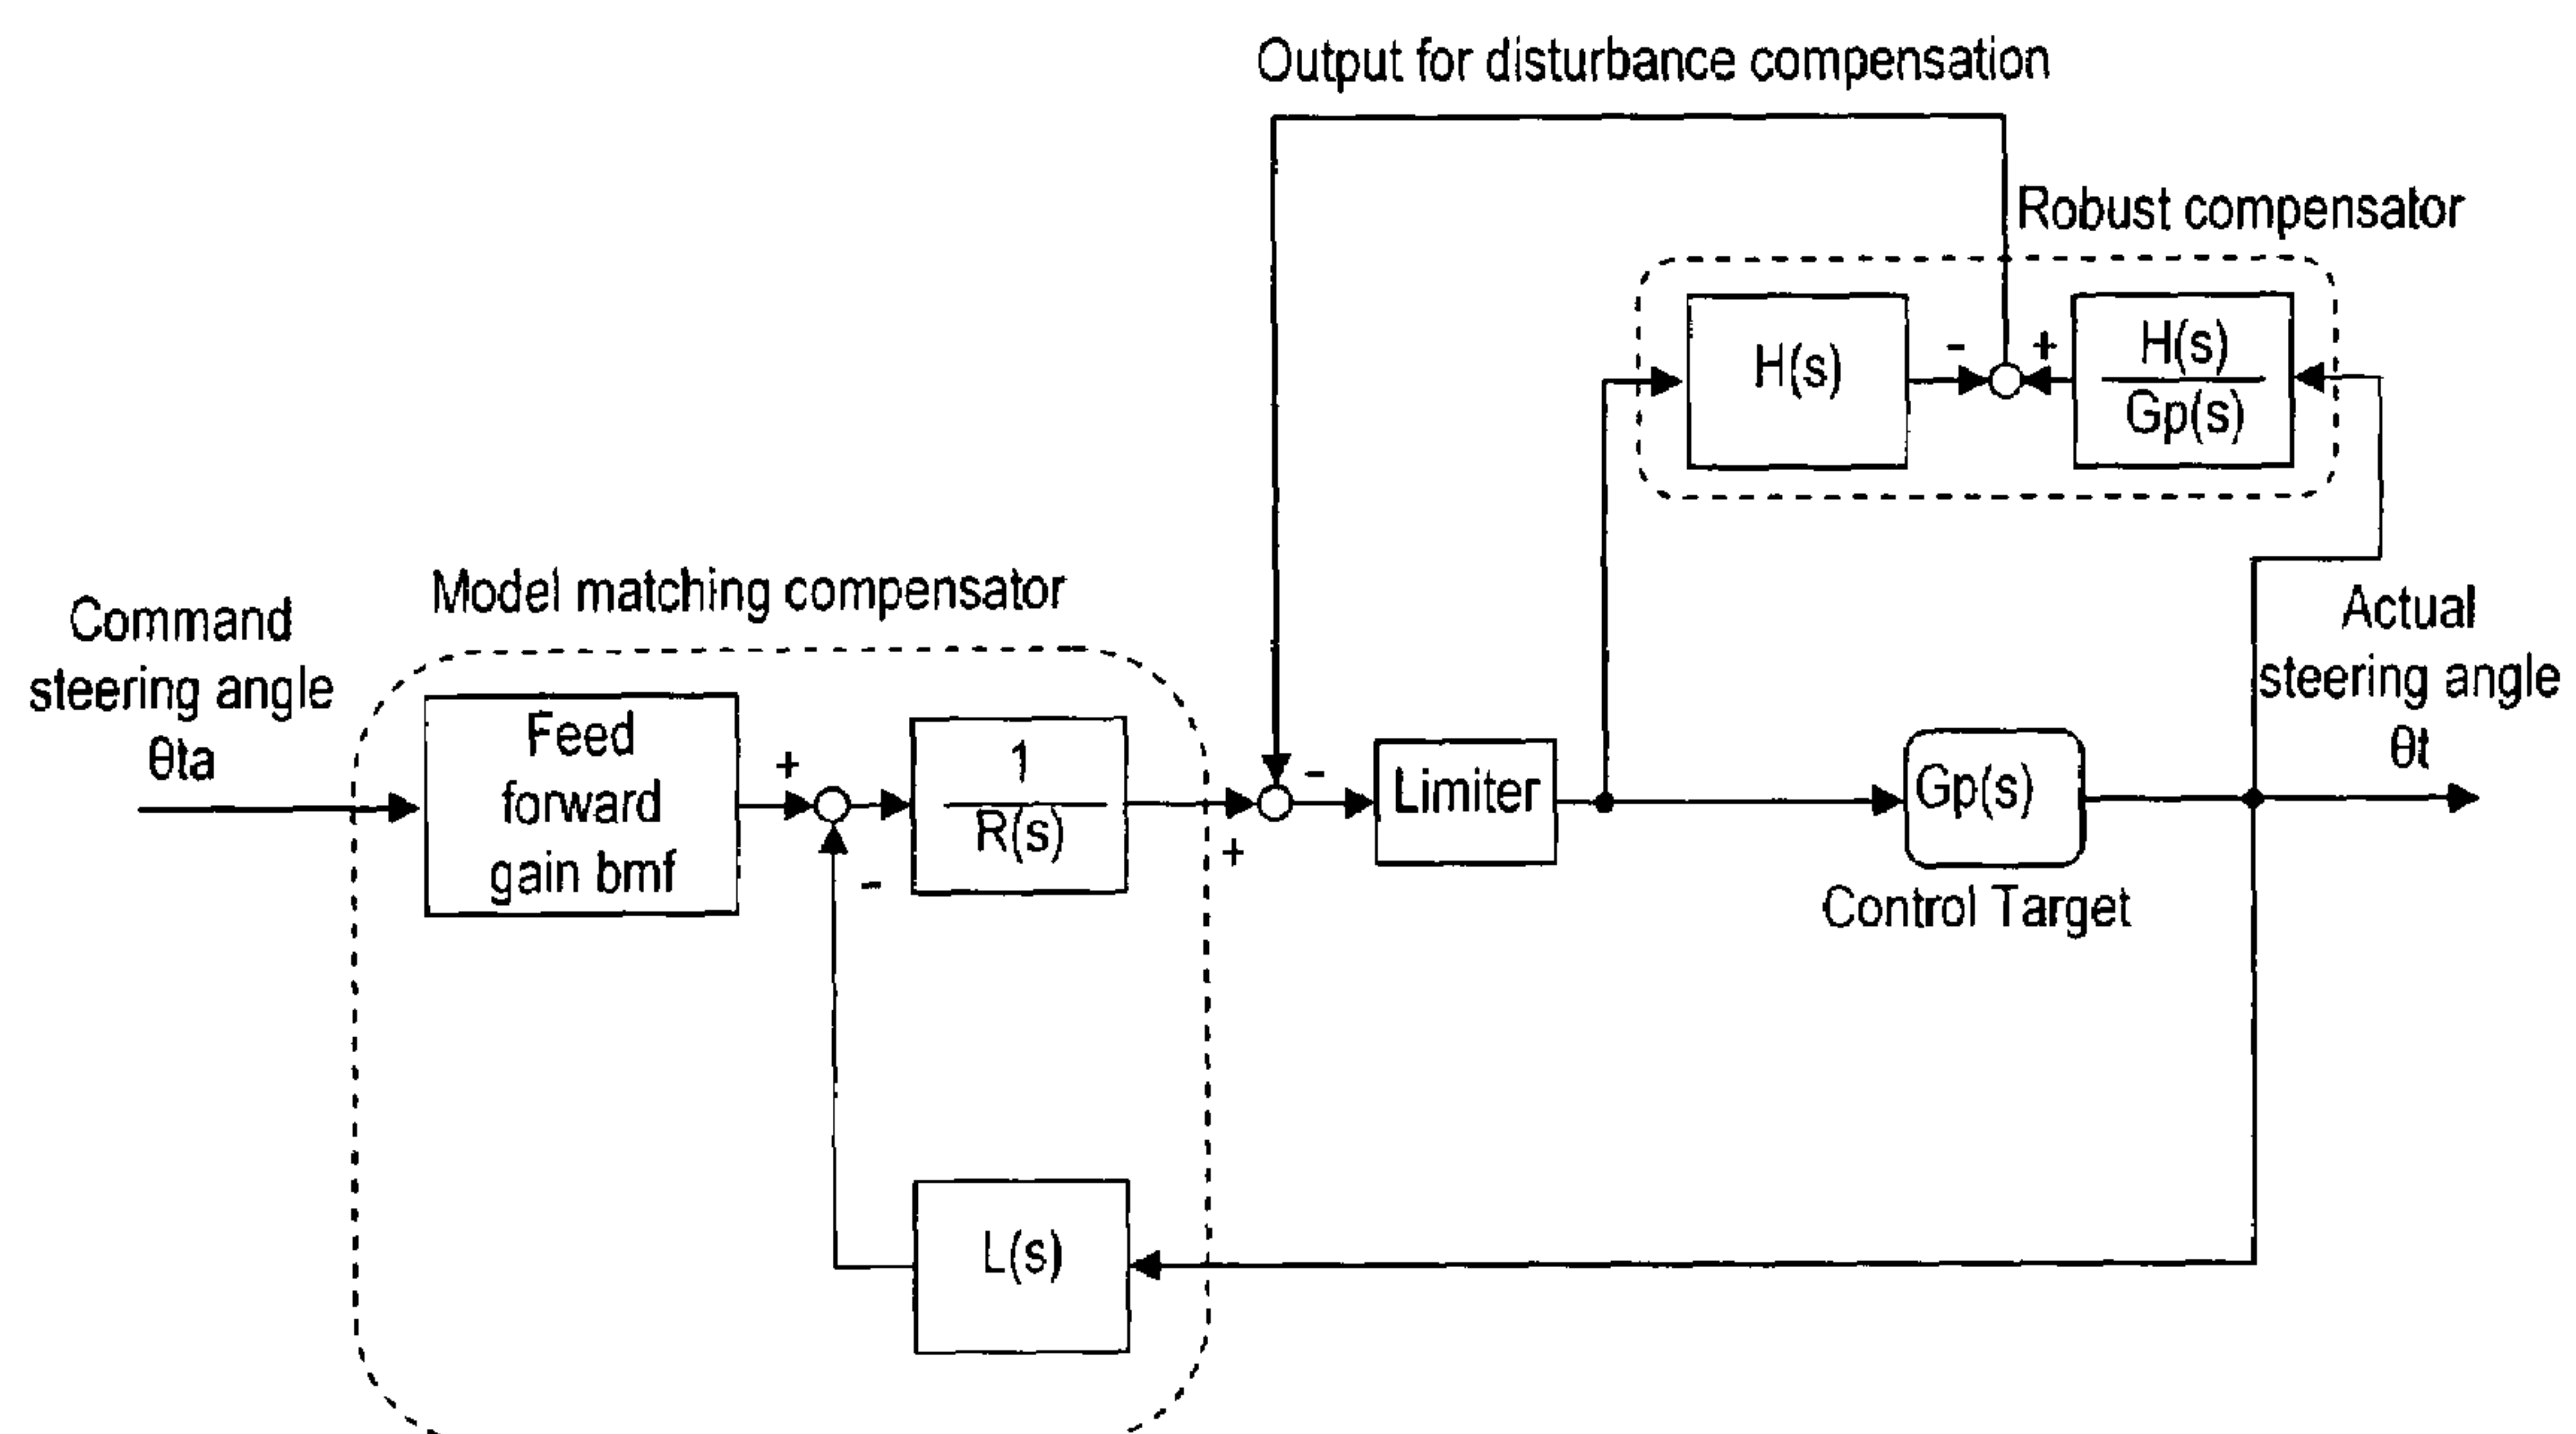 Output for disturbance compensation
Robust compensator
H(s)
-
+
H(s)
Gp(s)
Model matching compensator
Command
steering angle
θta
Feed
forward
gain bmf
+
-
1
R(s)
+
-
Limiter
Gp(s)
Control Target
Actual
steering angle
θt
L(s)